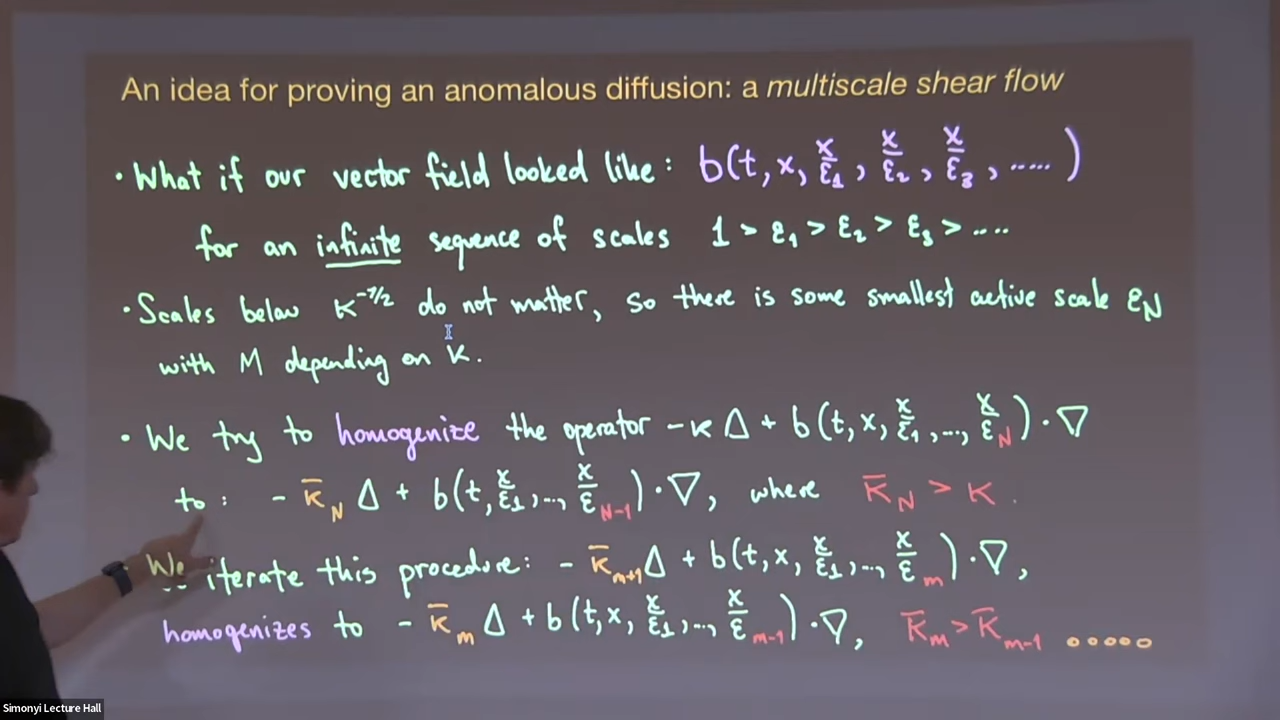 An idea for proving an anomalous diffusion: a multiscale shear flow
• What if our vector field looked like: b(t, x, x/ε₁, x/ε₂, x/ε₃, .....)
for an infinite sequence of scales 1 > ε₁ > ε₂ > ε₃ > ....
• Scales below κ^{-1/2} do not matter, so there is some smallest active scale ε_N
with M depending on κ.
• We try to homogenize the operator -κΔ + b(t, x, x/ε₁, ..., x/ε_N)·∇
to: -κ̄_N Δ + b(t, x/ε₁, ..., x/ε_{N-1})·∇, where κ̄_N > κ.
We iterate this procedure: -κ̄_{m+1}Δ + b(t, x, x/ε₁, ..., x/ε_m)·∇,
homogenizes to -κ̄_m Δ + b(t, x, x/ε₁, ..., x/ε_{m-1})·∇, κ̄_m > κ̄_{m-1} ∘∘∘∘∘
Simonyi Lecture Hall